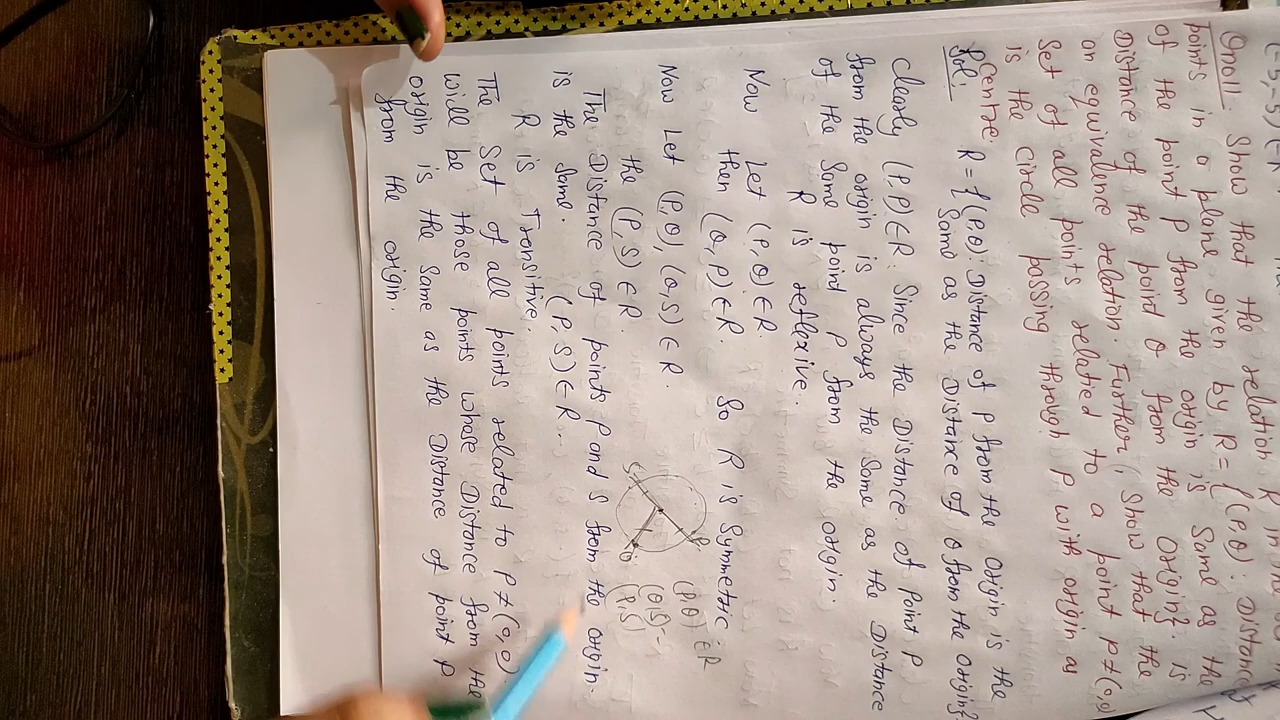 (-3,-3) ∈ R
Qno11. Show that the relation R in the
points in a plane given by R = {(P,Q): Distance
of the point P from the origin is Same as the
Distance of the point Q from the origin}. is
an equivalence relation. Further, Show that the
Set of all points related to a point P≠(0,0)
is the circle passing through P with origin as
centre.
Sol: R = {(P,Q): Distance of P from the origin is the
Same as the Distance of Q from the origin}
clearly (P,P)∈R. Since the Distance of Point P
from the origin is always the same as the Distance
of the Same point P from the origin.
R is reflexive.
Now Let (P,Q)∈R
then (Q,P)∈R. So R is Symmetric.
Now Let (P,Q), (Q,S)∈R.
the (P,S)∈R.
The Distance of points P and S from the origin.
is the Same. (P,S)∈R.
R is Transitive.
The Set of all points related to P≠(0,0)
will be those points whose Distance from the
origin is the Same as the Distance of point P
from the origin.
S
P
Q
(P,Q)∈R
(Q,S)
(P,S)